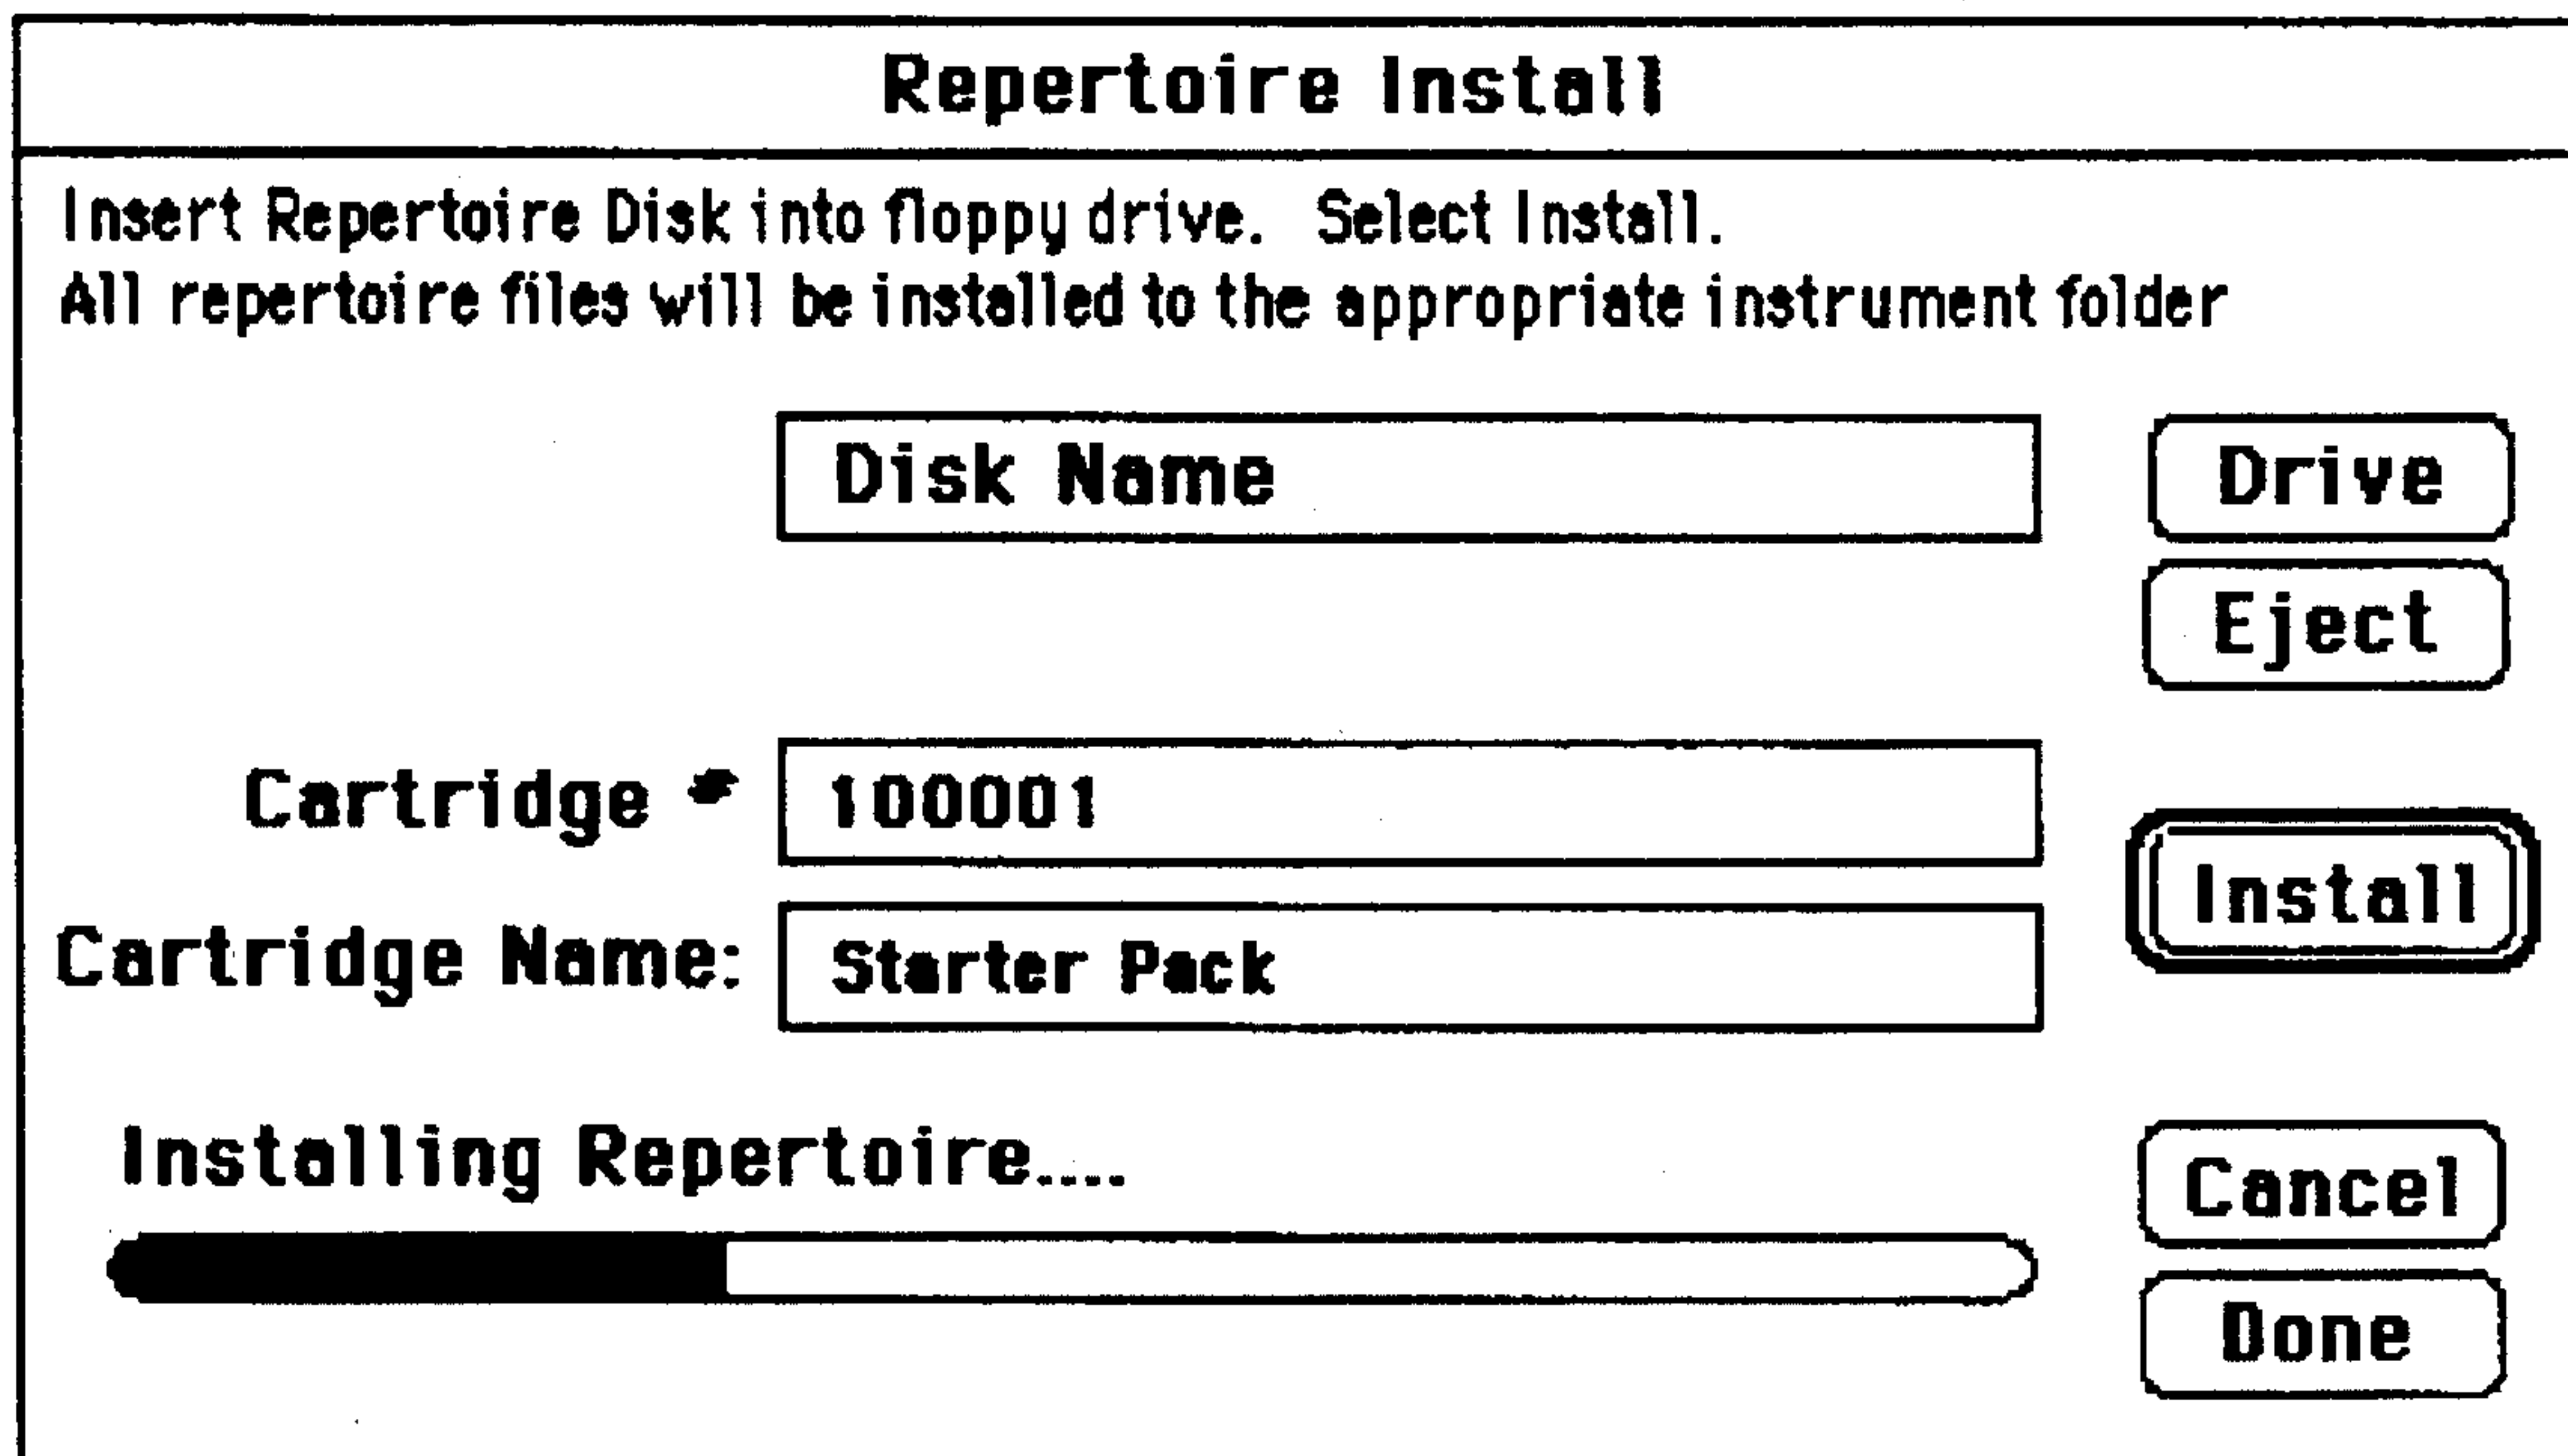 Repertoire Install
Insert Repertoire Disk into floppy drive. Select Install.
All repertoire files will be installed to the appropriate instrument folder
Disk Name
Drive
Eject
Cartridge # 100001
Install
Cartridge Name: Starter Pack
Installing Repertoire....
Cancel
Done